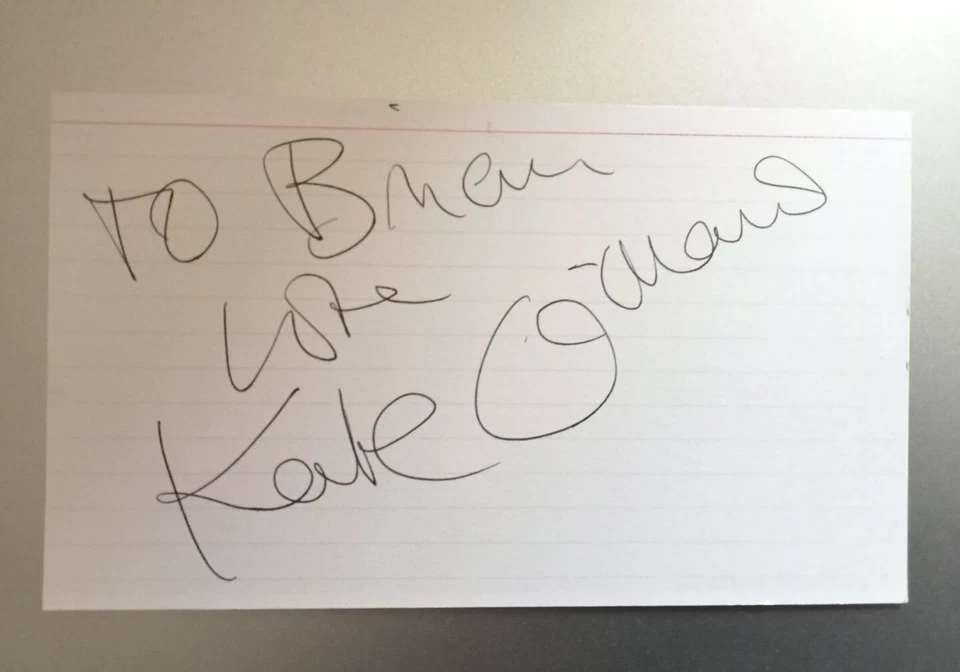 To Brian
Love
Kate O'Mara